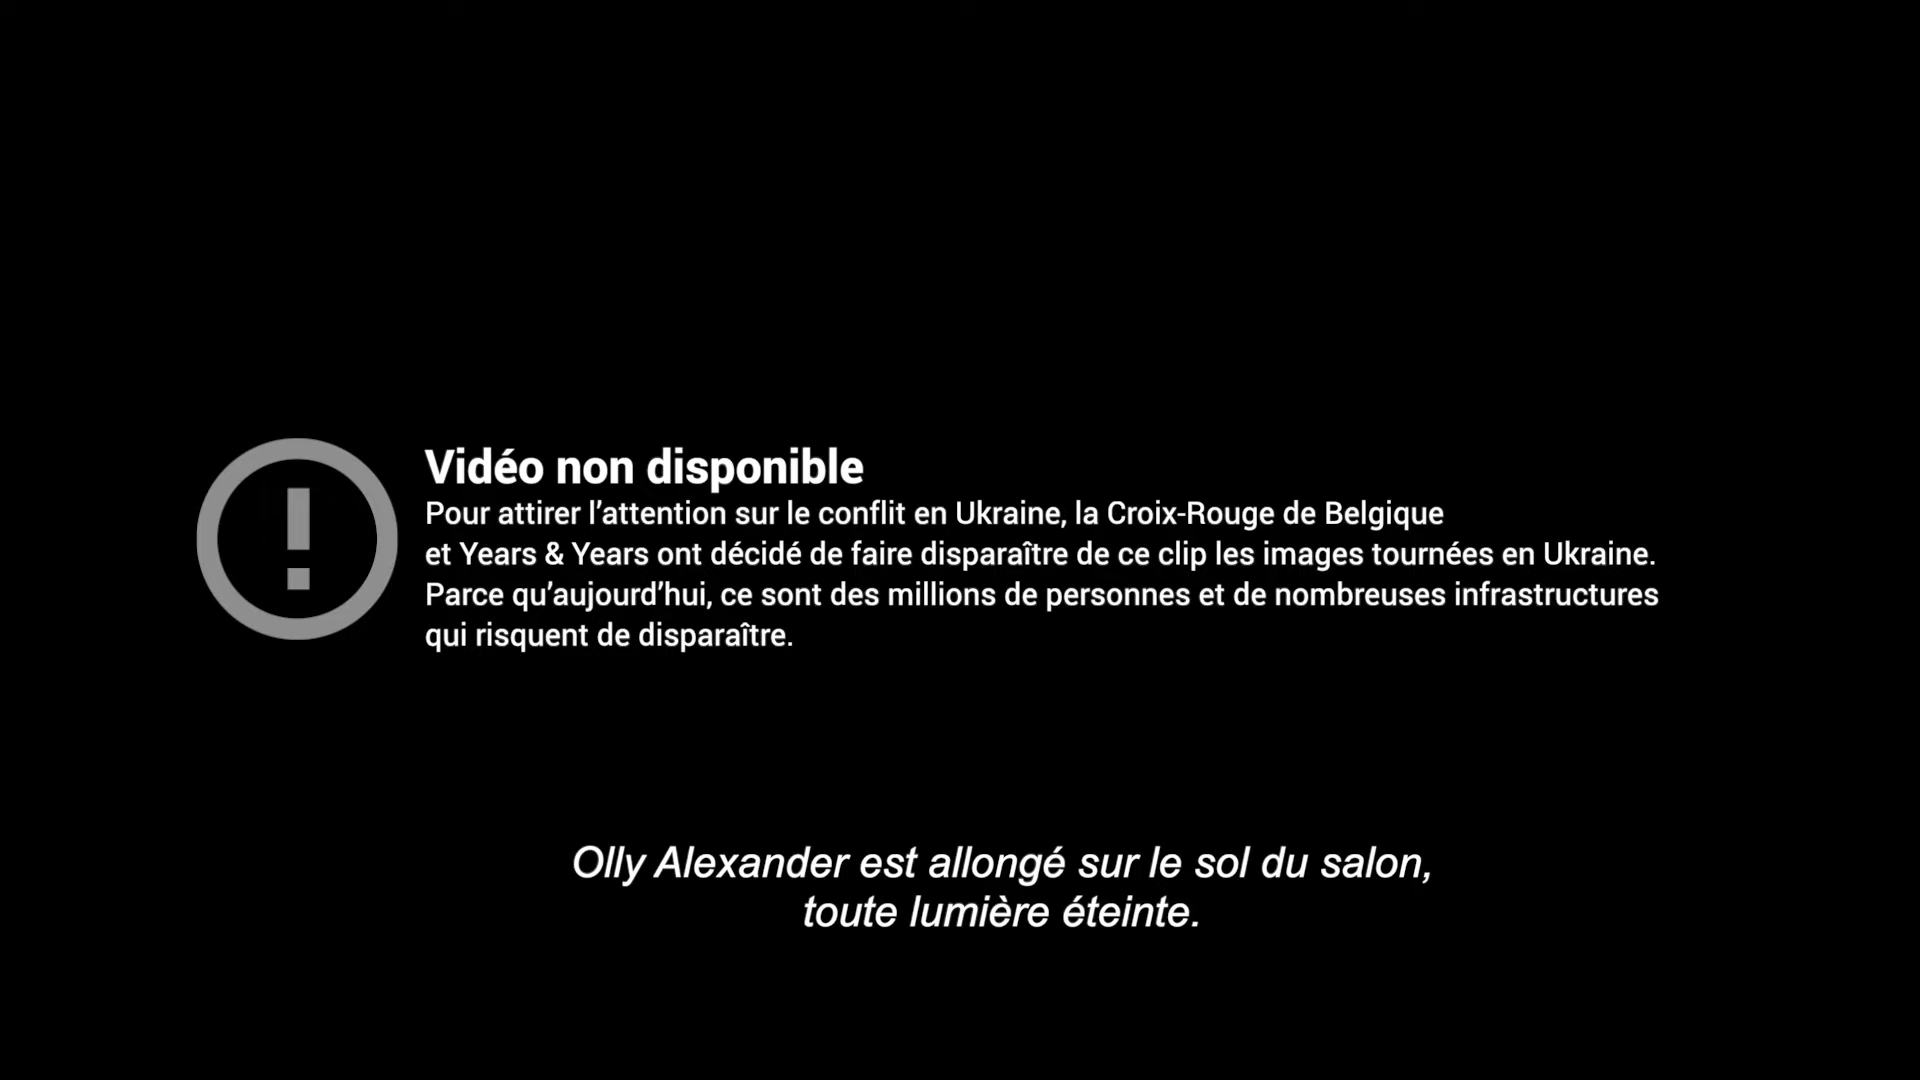 Vidéo non disponible
Pour attirer l’attention sur le conflit en Ukraine, la Croix-Rouge de Belgique
et Years & Years ont décidé de faire disparaître de ce clip les images tournées en Ukraine.
Parce qu’aujourd’hui, ce sont des millions de personnes et de nombreuses infrastructures
qui risquent de disparaître.
Olly Alexander est allongé sur le sol du salon,
toute lumière éteinte.